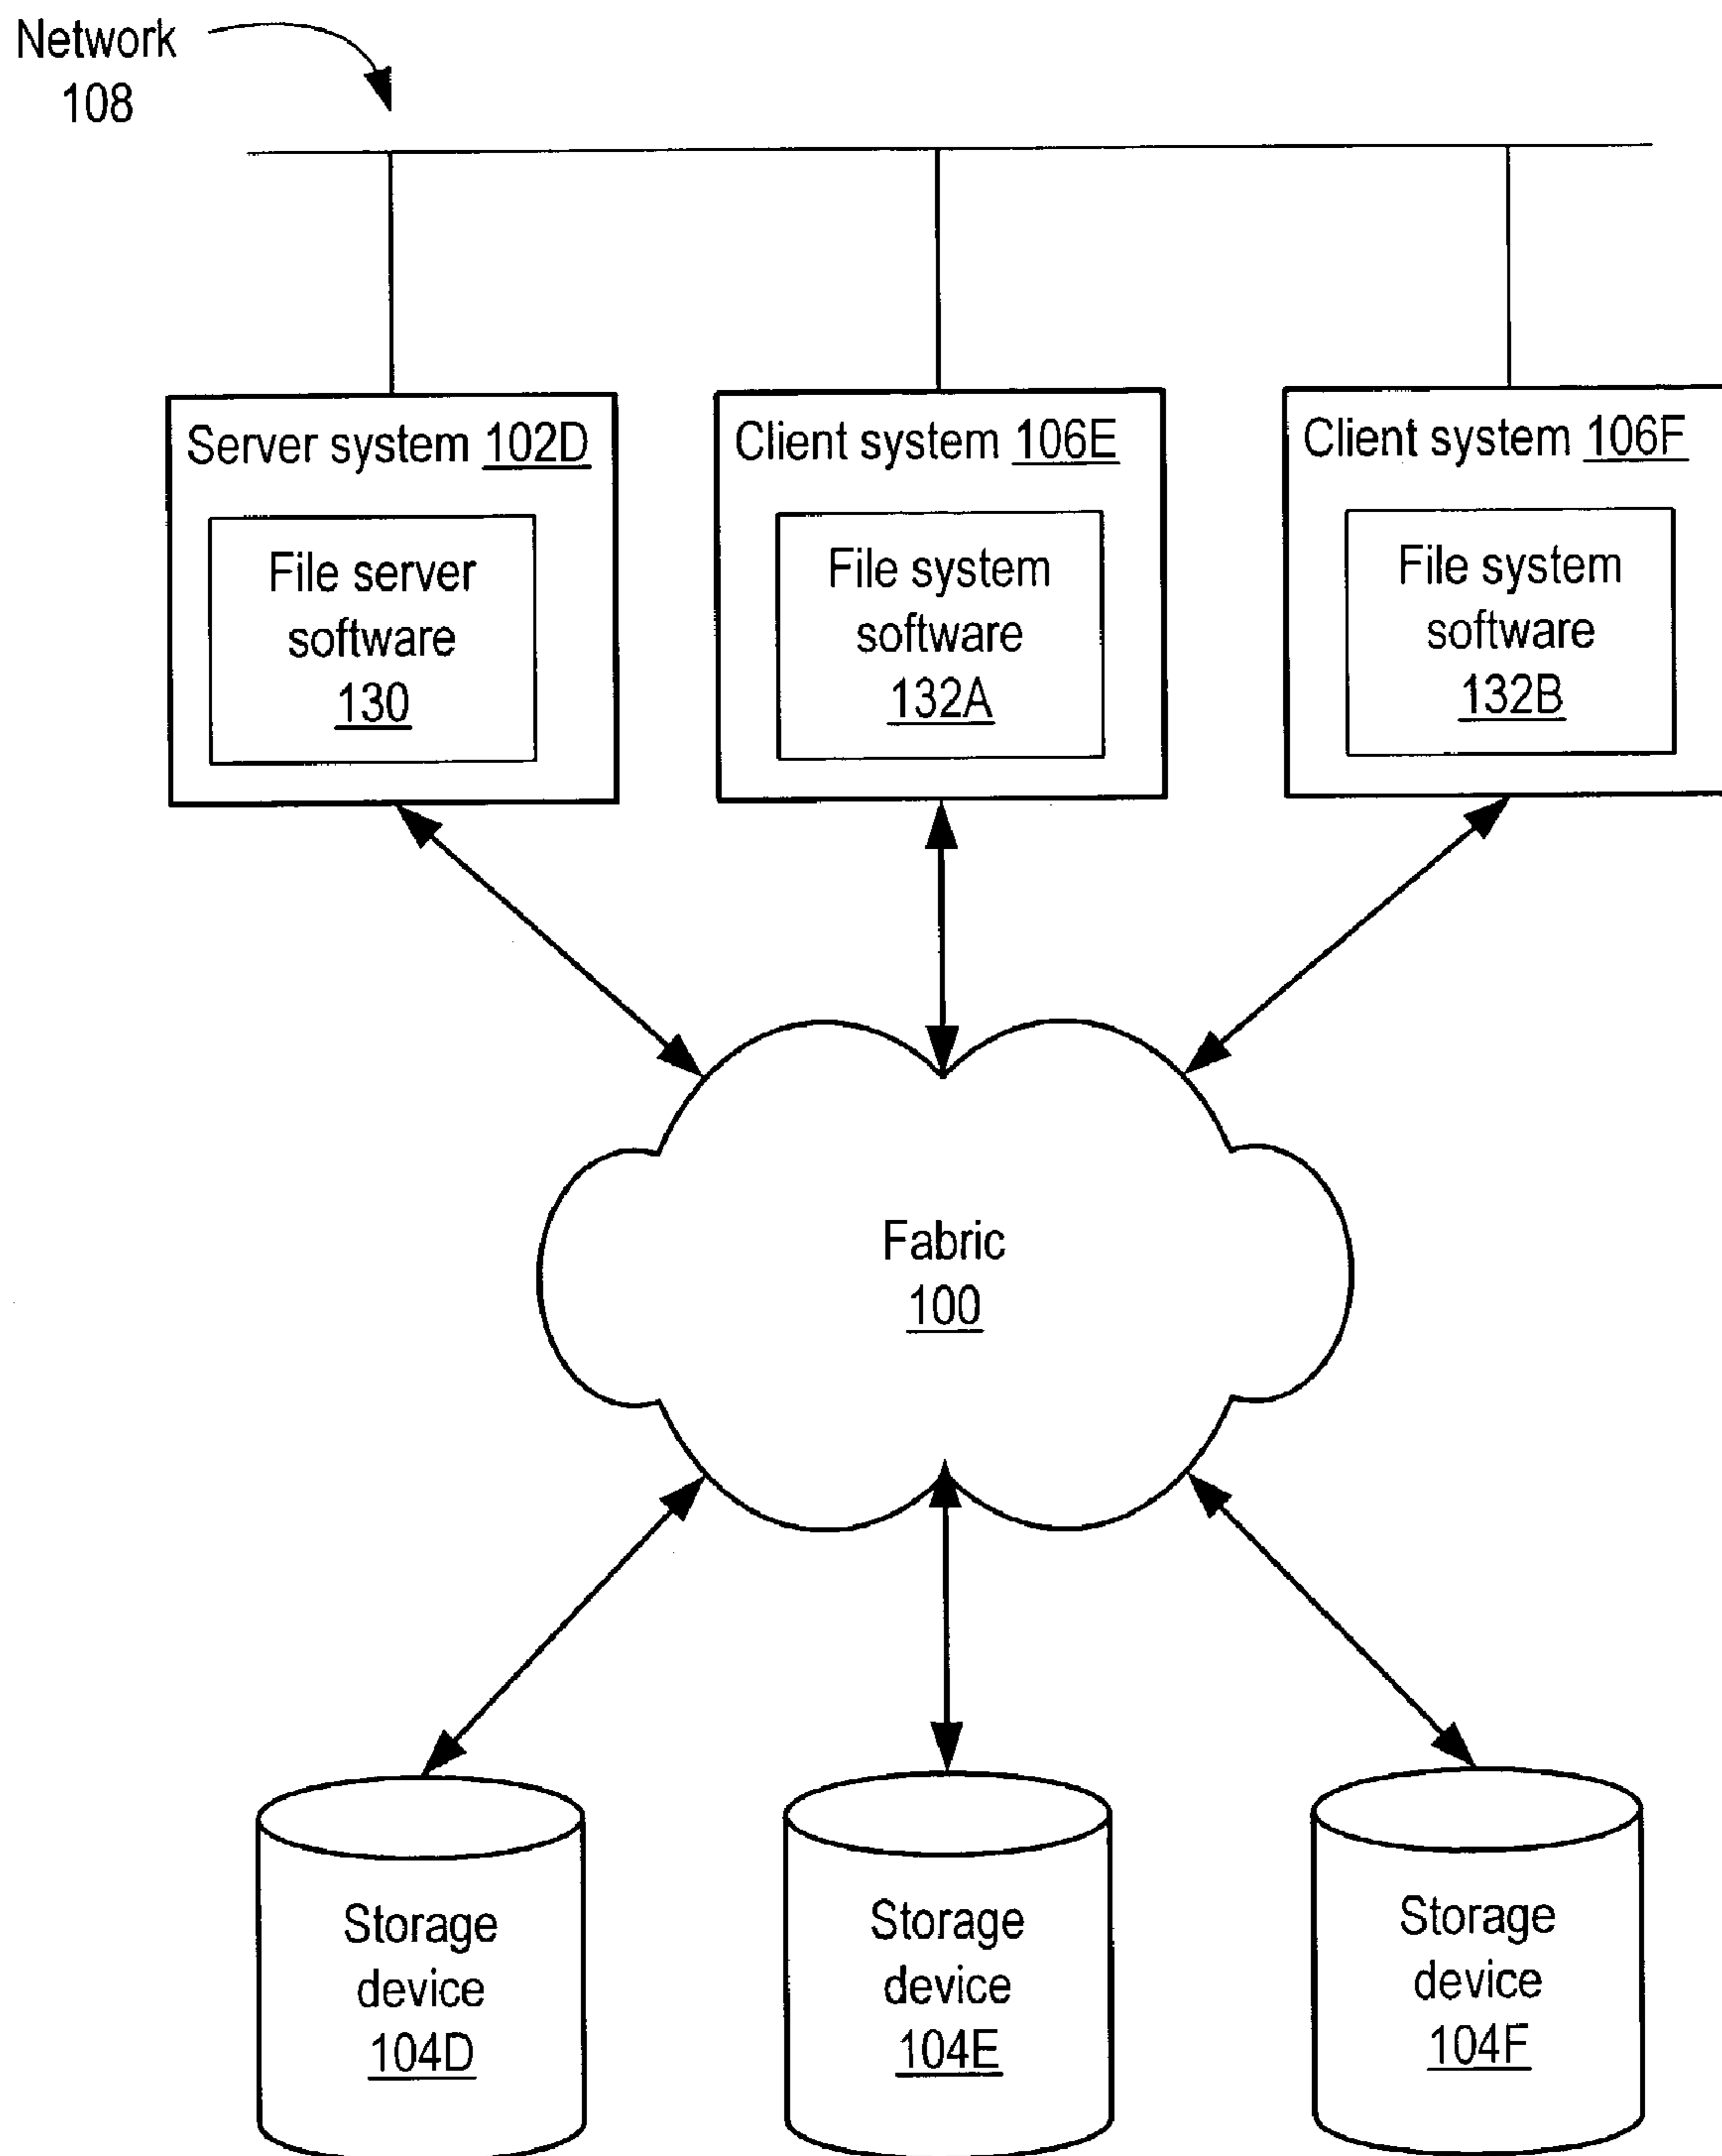 Network
108
Server system 102D
File server
software
130
Client system 106E
File system
software
132A
Client system 106F
File system
software
132B
Fabric
100
Storage
device
104D
Storage
device
104E
Storage
device
104F